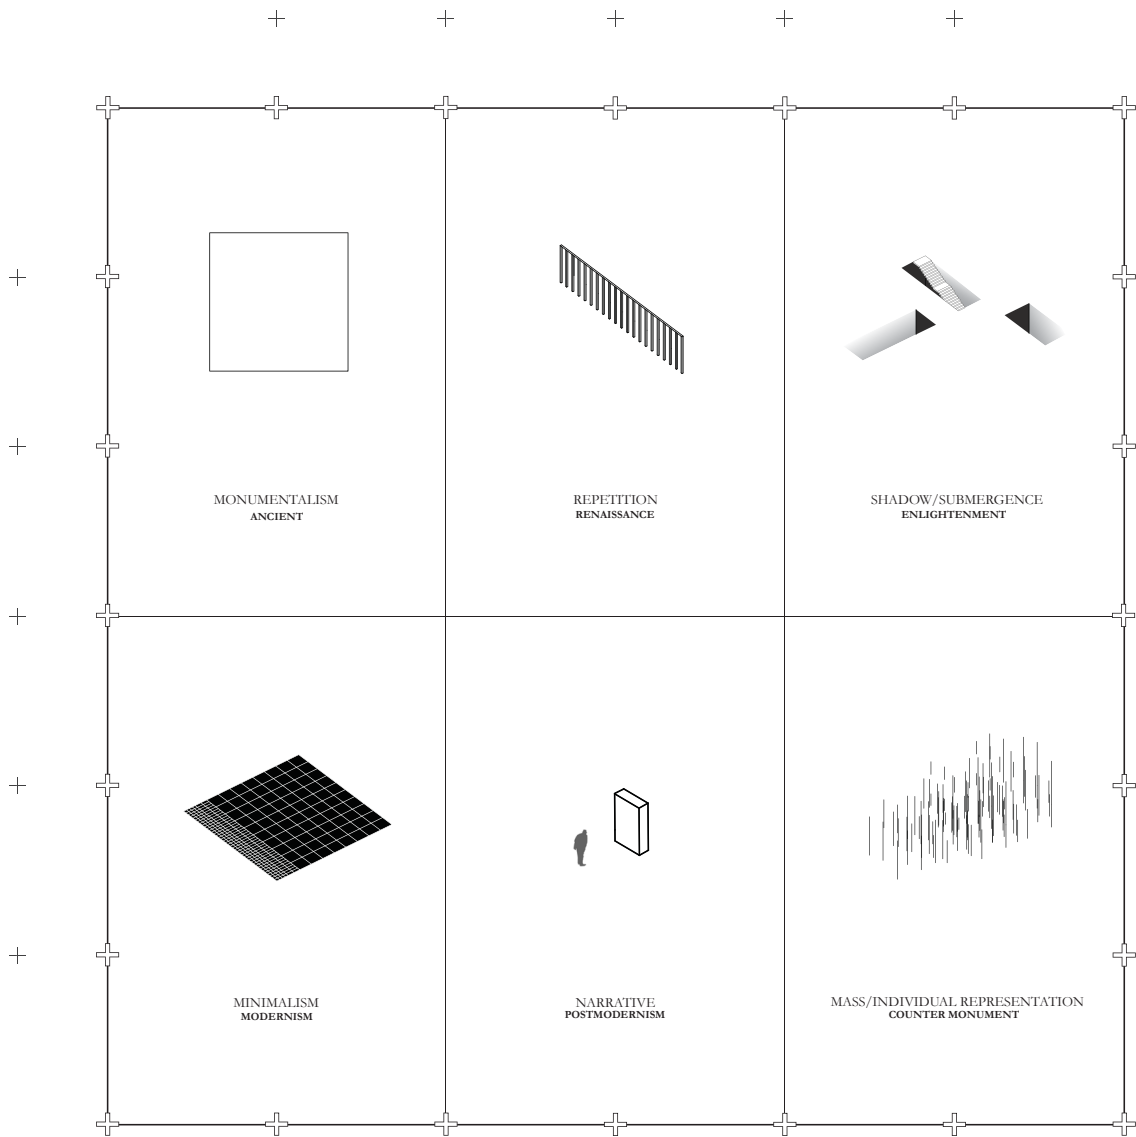 MONUMENTALISM
ANCIENT
REPETITION
RENAISSANCE
SHADOW/SUBMERGENCE
ENLIGHTENMENT
MINIMALISM
MODERNISM
NARRATIVE
POSTMODERNISM
MASS/INDIVIDUAL REPRESENTATION
COUNTER MONUMENT